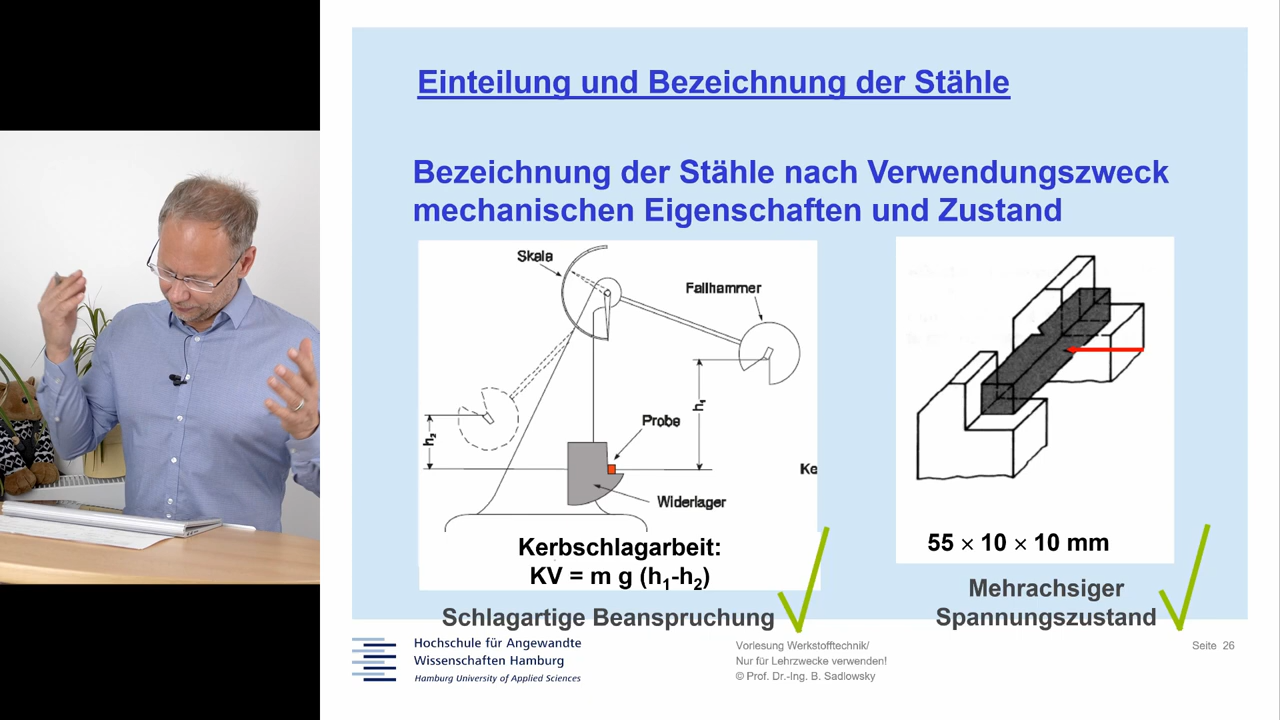 Einteilung und Bezeichnung der Stähle
Bezeichnung der Stähle nach Verwendungszweck
mechanischen Eigenschaften und Zustand
Skala
Fallhammer
h1
Probe
h2
Ke
Widerlager
Kerbschlagarbeit:
KV = m g (h1-h2)
Schlagartige Beanspruchung
55 × 10 × 10 mm
Mehrachsiger
Spannungszustand
Hochschule für Angewandte
Wissenschaften Hamburg
Hamburg University of Applied Sciences
Vorlesung Werkstofftechnik/
Nur für Lehrzwecke verwenden!
© Prof. Dr.-Ing. B. Sadlowsky
Seite 26